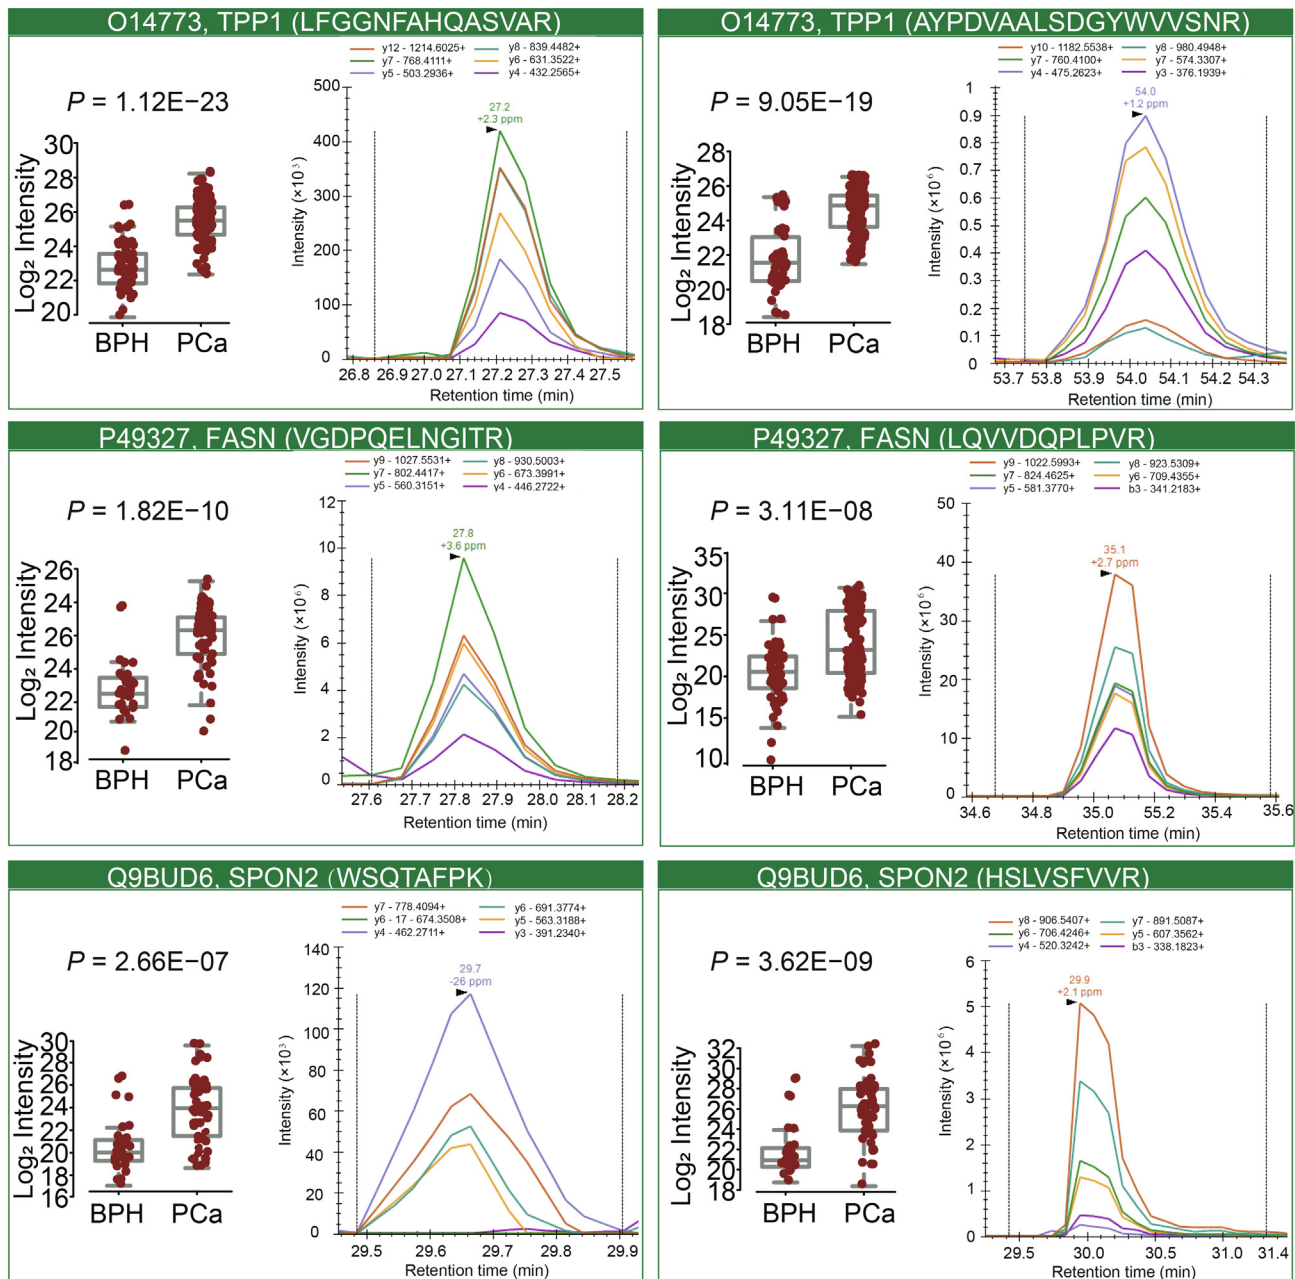 O14773, TPP1 (LFGGNFAHQASVAR)
y12 - 1214.6025+ y8 - 839.4482+
y7 - 768.4111+ y6 - 631.3522+
y5 - 503.2936+ y4 - 432.2565+
P = 1.12E−23
Log₂ Intensity
30
28
26
24
22
20
BPH PCa
Intensity (×10³)
500
400
300
200
100
0
27.2
+2.3 ppm
26.8 26.9 27.0 27.1 27.2 27.3 27.4 27.5
Retention time (min)
O14773, TPP1 (AYPDVAALSDGYWVVSNR)
y10 - 1182.5538+ y8 - 980.4948+
y7 - 760.4100+ y7 - 574.3307+
y4 - 475.2623+ y3 - 376.1939+
P = 9.05E−19
Log₂ Intensity
28
26
24
22
20
18
BPH PCa
Intensity (×10⁶)
1
0.9
0.8
0.7
0.6
0.5
0.4
0.3
0.2
0.1
0
54.0
+1.2 ppm
53.7 53.8 53.9 54.0 54.1 54.2 54.3
Retention time (min)
P49327, FASN (VGDPQELNGITR)
y9 - 1027.5531+ y8 - 930.5003+
y7 - 802.4417+ y6 - 673.3991+
y5 - 560.3151+ y4 - 446.2722+
P = 1.82E−10
Log₂ Intensity
26
24
26
24
22
20
18
BPH PCa
Intensity (×10⁶)
12
10
8
6
4
2
0
27.8
+3.6 ppm
27.6 27.7 27.8 27.9 28.0 28.2
Retention time (min)
P49327, FASN (LQVVDQPLPVR)
y9 - 1022.5993+ y8 - 923.5309+
y7 - 824.4625+ y6 - 709.4355+
y5 - 581.3770+ b3 - 341.2183+
P = 3.11E−08
Log₂ Intensity
35
30
25
20
15
10
BPH PCa
Intensity (×10⁶)
50
40
30
20
10
0
35.1
+2.7 ppm
34.6 34.8 35.0 55.2 35.4 35.6
Retention time (min)
Q9BUD6, SPON2 (WSQTAFPK)
y7 - 778.4094+ y6 - 691.3774+
y6 - 17 - 674.3508+ y5 - 563.3188+
y4 - 462.2711+ y3 - 391.2340+
P = 2.66E−07
Log₂ Intensity
30
28
26
24
22
20
18
16
BPH PCa
Intensity (×10³)
140
120
100
80
60
40
20
0
29.7
-26 ppm
29.5 29.6 29.7 29.8 29.9
Retention time (min)
Q9BUD6, SPON2 (HSLVSFVVR)
y8 - 906.5407+ y7 - 891.5087+
y6 - 706.4246+ y5 - 607.3562+
y4 - 520.3242+ b3 - 338.1823+
P = 3.62E−09
Log₂ Intensity
32
28
26
24
22
20
18
BPH PCa
Intensity (×10⁶)
6
5
4
3
2
1
0
29.9
+2.1 ppm
29.5 30.0 30.5 31.0 31.4
Retention time (min)